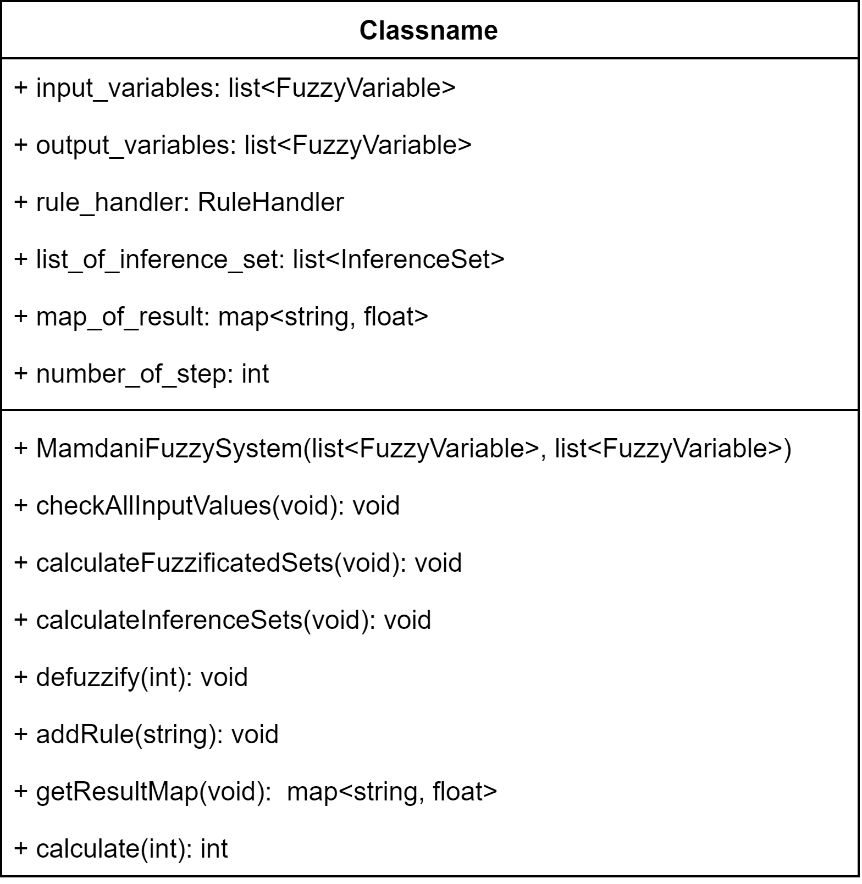 Classname
+ input_variables: list<FuzzyVariable>
+ output_variables: list<FuzzyVariable>
+ rule_handler: RuleHandler
+ list_of_inference_set: list<InferenceSet>
+ map_of_result: map<string, float>
+ number_of_step: int
+ MamdaniFuzzySystem(list<FuzzyVariable>, list<FuzzyVariable>)
+ checkAllInputValues(void): void
+ calculateFuzzificatedSets(void): void
+ calculateInferenceSets(void): void
+ defuzzify(int): void
+ addRule(string): void
+ getResultMap(void):  map<string, float>
+ calculate(int): int